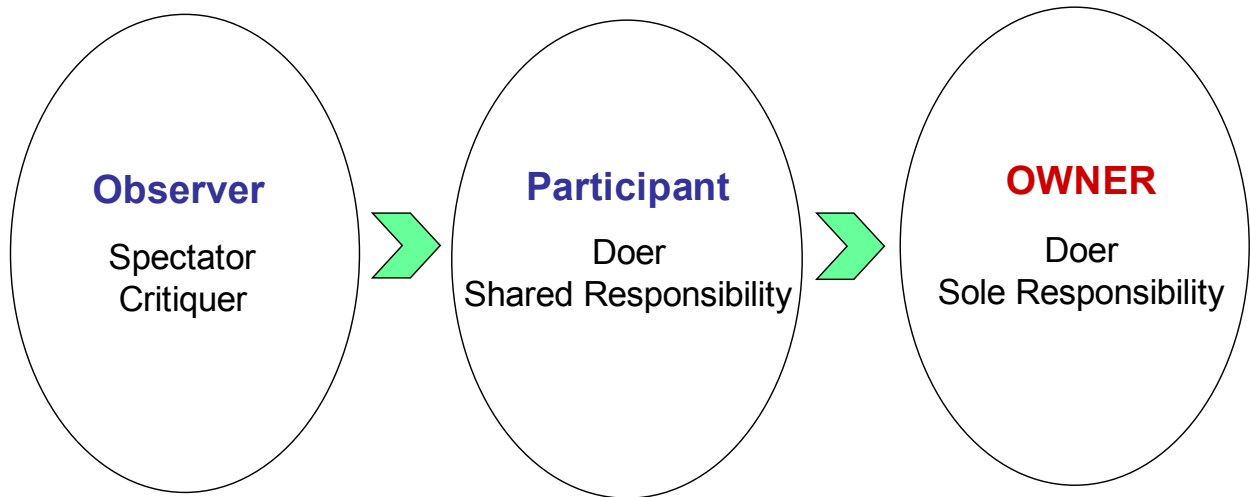 Observer
Spectator
Critiquer
Participant
Doer
Shared Responsibility
OWNER
Doer
Sole Responsibility